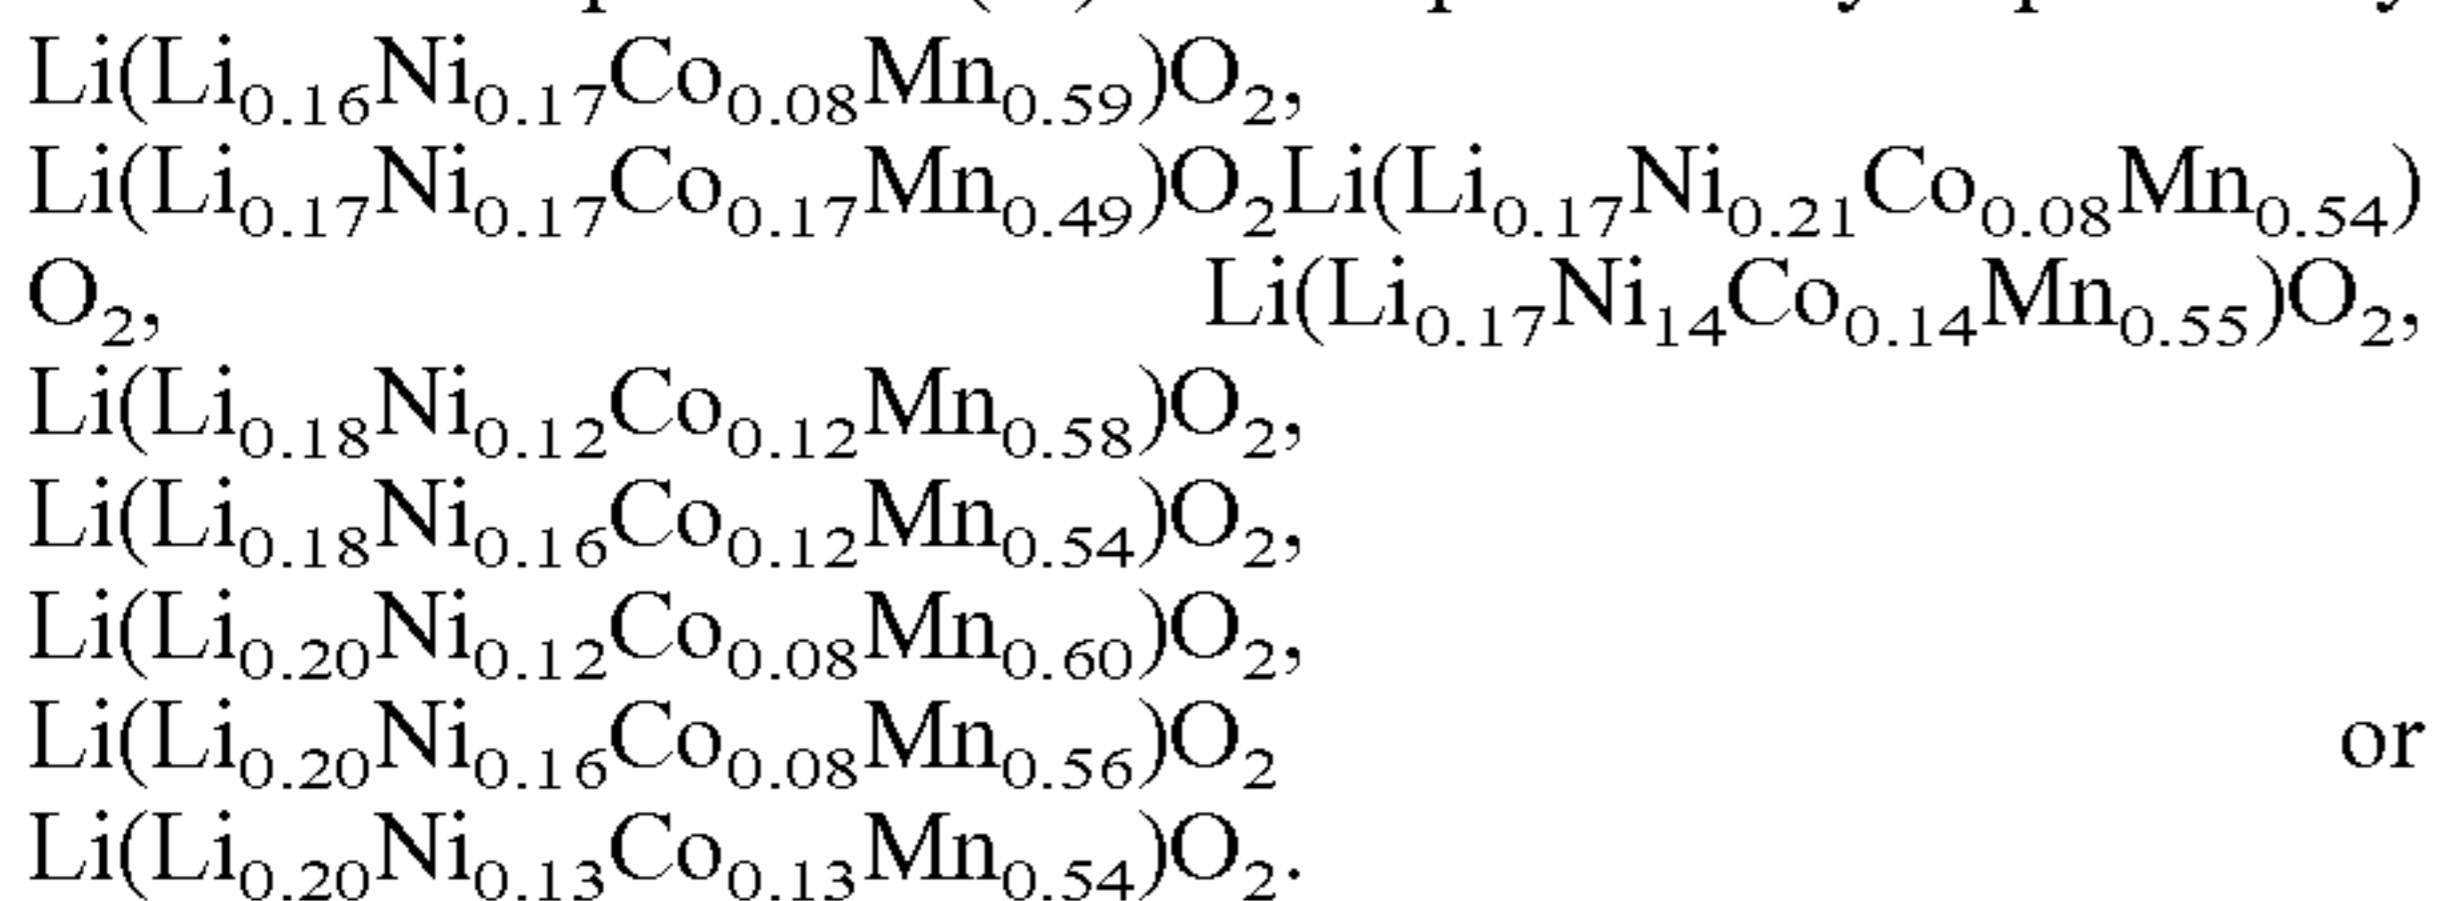 Li(Li₀.₁₆Ni₀.₁₇Co₀.₀₈Mn₀.₅₉)O₂,
Li(Li₀.₁₇Ni₀.₁₇Co₀.₁₇Mn₀.₄₉)O₂Li(Li₀.₁₇Ni₀.₂₁Co₀.₀₈Mn₀.₅₄)
O₂, Li(Li₀.₁₇Ni₁₄Co₀.₁₄Mn₀.₅₅)O₂,
Li(Li₀.₁₈Ni₀.₁₂Co₀.₁₂Mn₀.₅₈)O₂,
Li(Li₀.₁₈Ni₀.₁₆Co₀.₁₂Mn₀.₅₄)O₂,
Li(Li₀.₂₀Ni₀.₁₂Co₀.₀₈Mn₀.₆₀)O₂,
Li(Li₀.₂₀Ni₀.₁₆Co₀.₀₈Mn₀.₅₆)O₂ or
Li(Li₀.₂₀Ni₀.₁₃Co₀.₁₃Mn₀.₅₄)O₂.